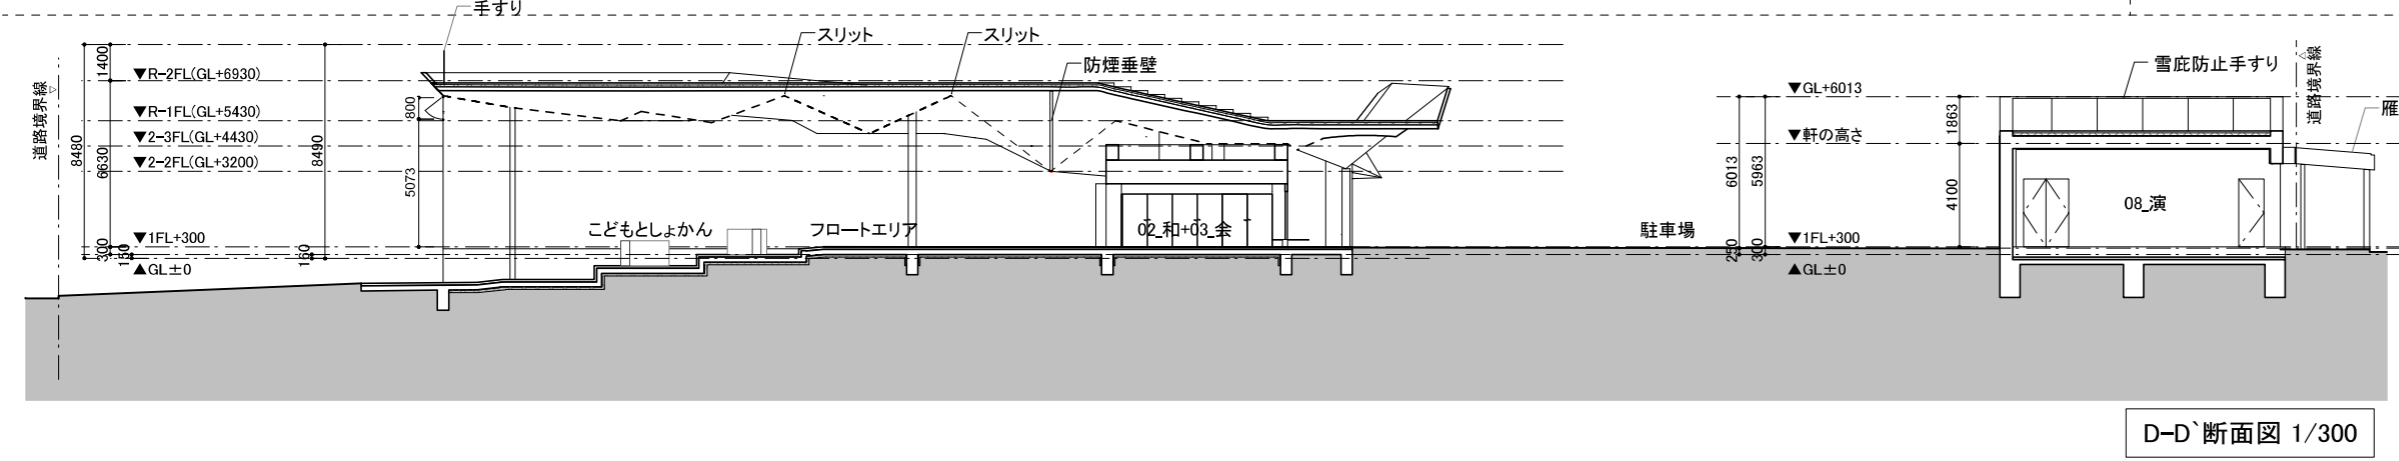 手すり
スリット
スリット
防煙垂壁
雪庇防止手すり
雁
道路境界線
道路境界線
1400
6630
300
150
8480
8490
160
800
5073
▼R-2FL(GL+6930)
▼R-1FL(GL+5430)
▼2-3FL(GL+4430)
▼2-2FL(GL+3200)
▼1FL+300
▲GL±0
こどもとしょかん
フロートエリア
02_和+03_会
駐車場
6013
250
5963
300
▼GL+6013
▼軒の高さ
▼1FL+300
▲GL±0
1863
4100
08_演
D-D`断面図 1/300